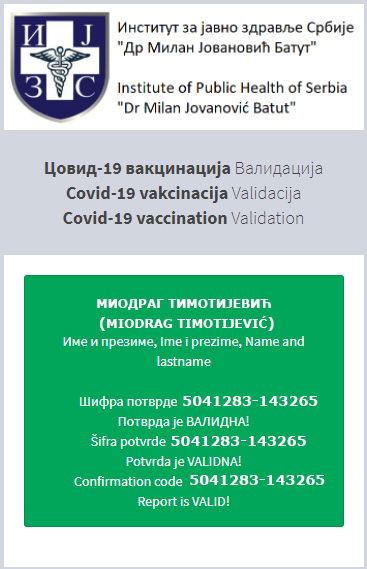 ИЈ
ЗС
Институт за јавно здравље Србије
"Др Милан Јовановић Батут"
Institute of Public Health of Serbia
"Dr Milan Jovanović Batut"
Цовид-19 вакцинација Валидација
Covid-19 vakcinacija Validacija
Covid-19 vaccination Validation
МИОДРАГ ТИМОТИЈЕВИЋ
(MIODRAG TIMOTIJEVIĆ)
Име и презиме, Ime i prezime, Name and
lastname
Шифра потврде 5041283-143265
Потврда је ВАЛИДНА!
Šifra potvrde 5041283-143265
Potvrda je VALIDNA!
Confirmation code 5041283-143265
Report is VALID!